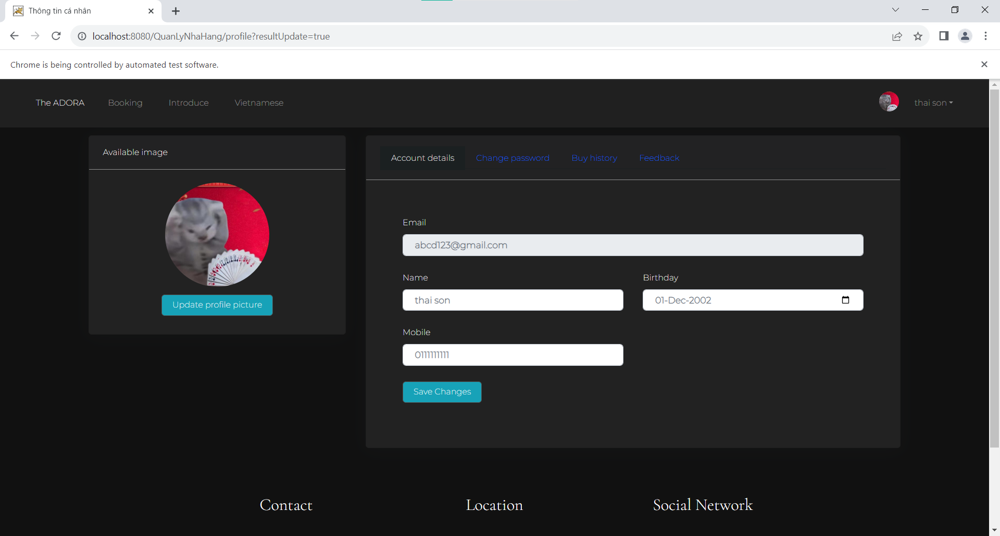 Thông tin cá nhân
localhost:8080/QuanLyNhaHang/profile?resultUpdate=true
Chrome is being controlled by automated test software.
The ADORA Booking Introduce Vietnamese thai son
Available image
Account details Change password Buy history Feedback
Email
abcd123@gmail.com
Name Birthday
thai son 01-Dec-2002
Update profile picture
Mobile
0111111111
Save Changes
Contact Location Social Network